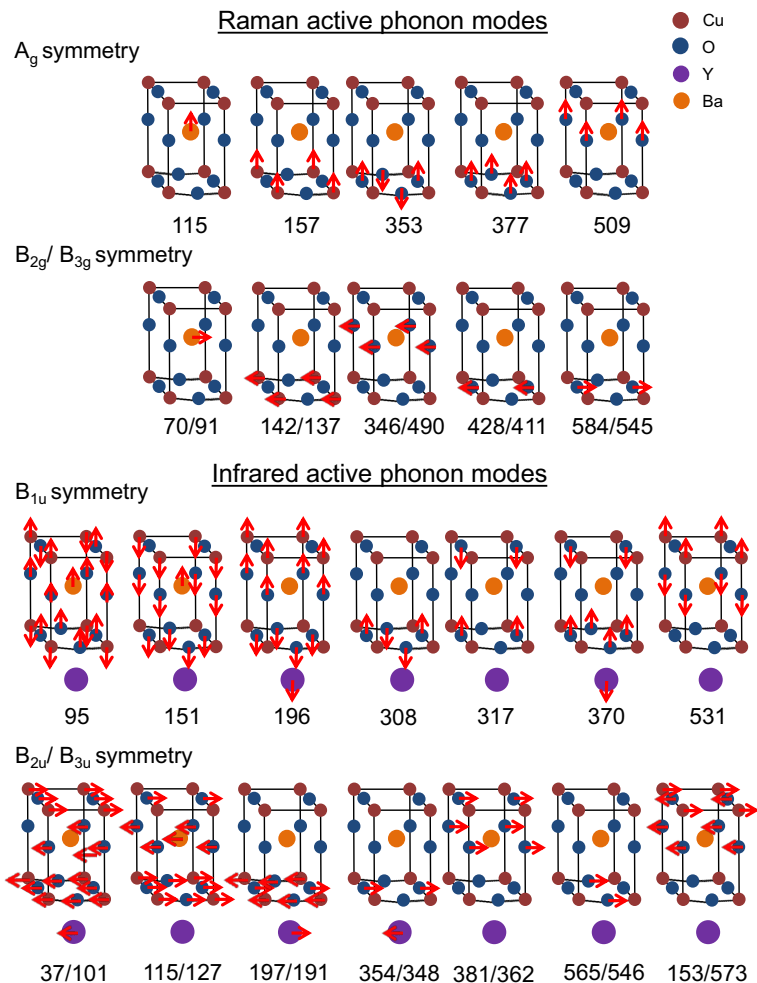 Raman active phonon modes
Cu
O
Y
Ba
Ag symmetry
115 157 353 377 509
B2g/ B3g symmetry
70/91 142/137 346/490 428/411 584/545
Infrared active phonon modes
B1u symmetry
95 151 196 308 317 370 531
B2u/ B3u symmetry
37/101 115/127 197/191 354/348 381/362 565/546 153/573